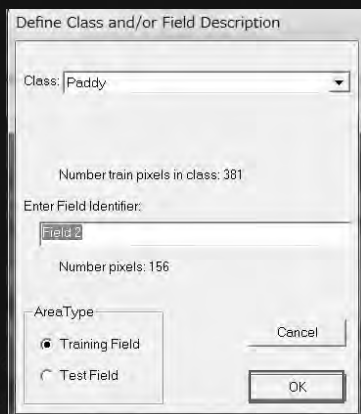 Define Class and/or Field Description
Class: Paddy
Number train pixels in class: 381
Enter Field Identifier:
Field 2
Number pixels: 156
AreaType
Training Field
Test Field
Cancel
OK